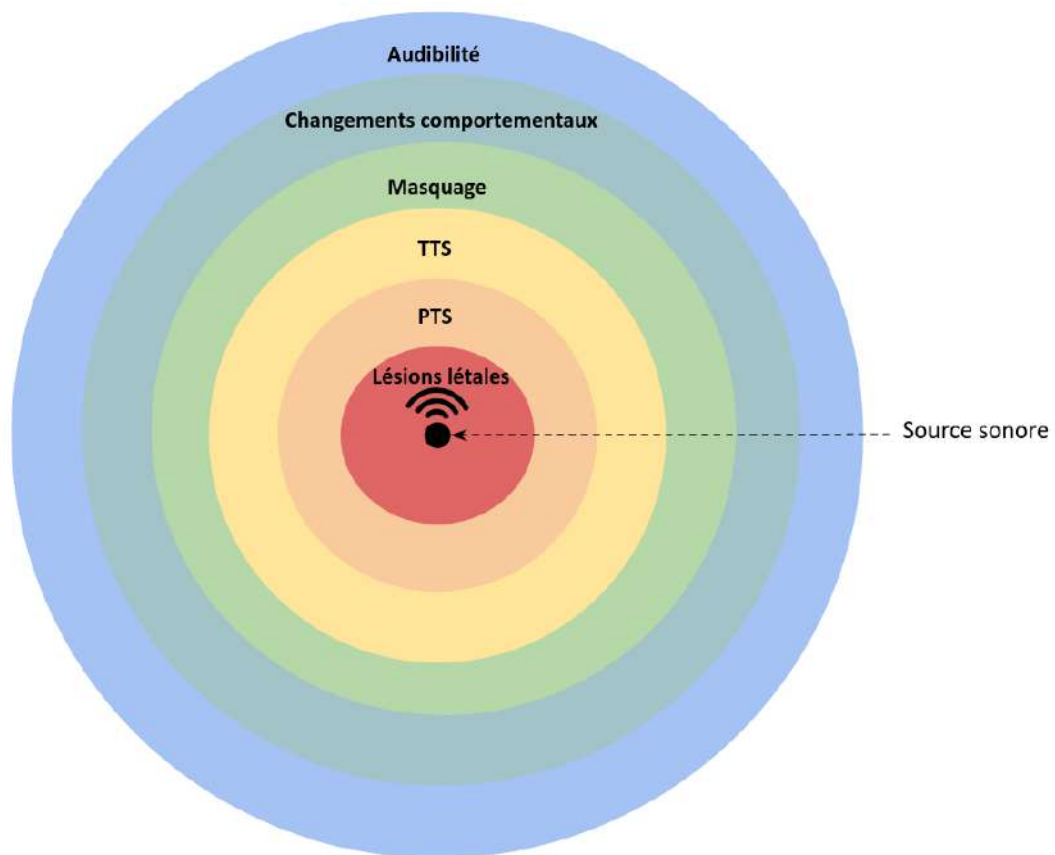 Audibilité
Changements comportementaux
Masquage
TTS
PTS
Lésions létales
Source sonore